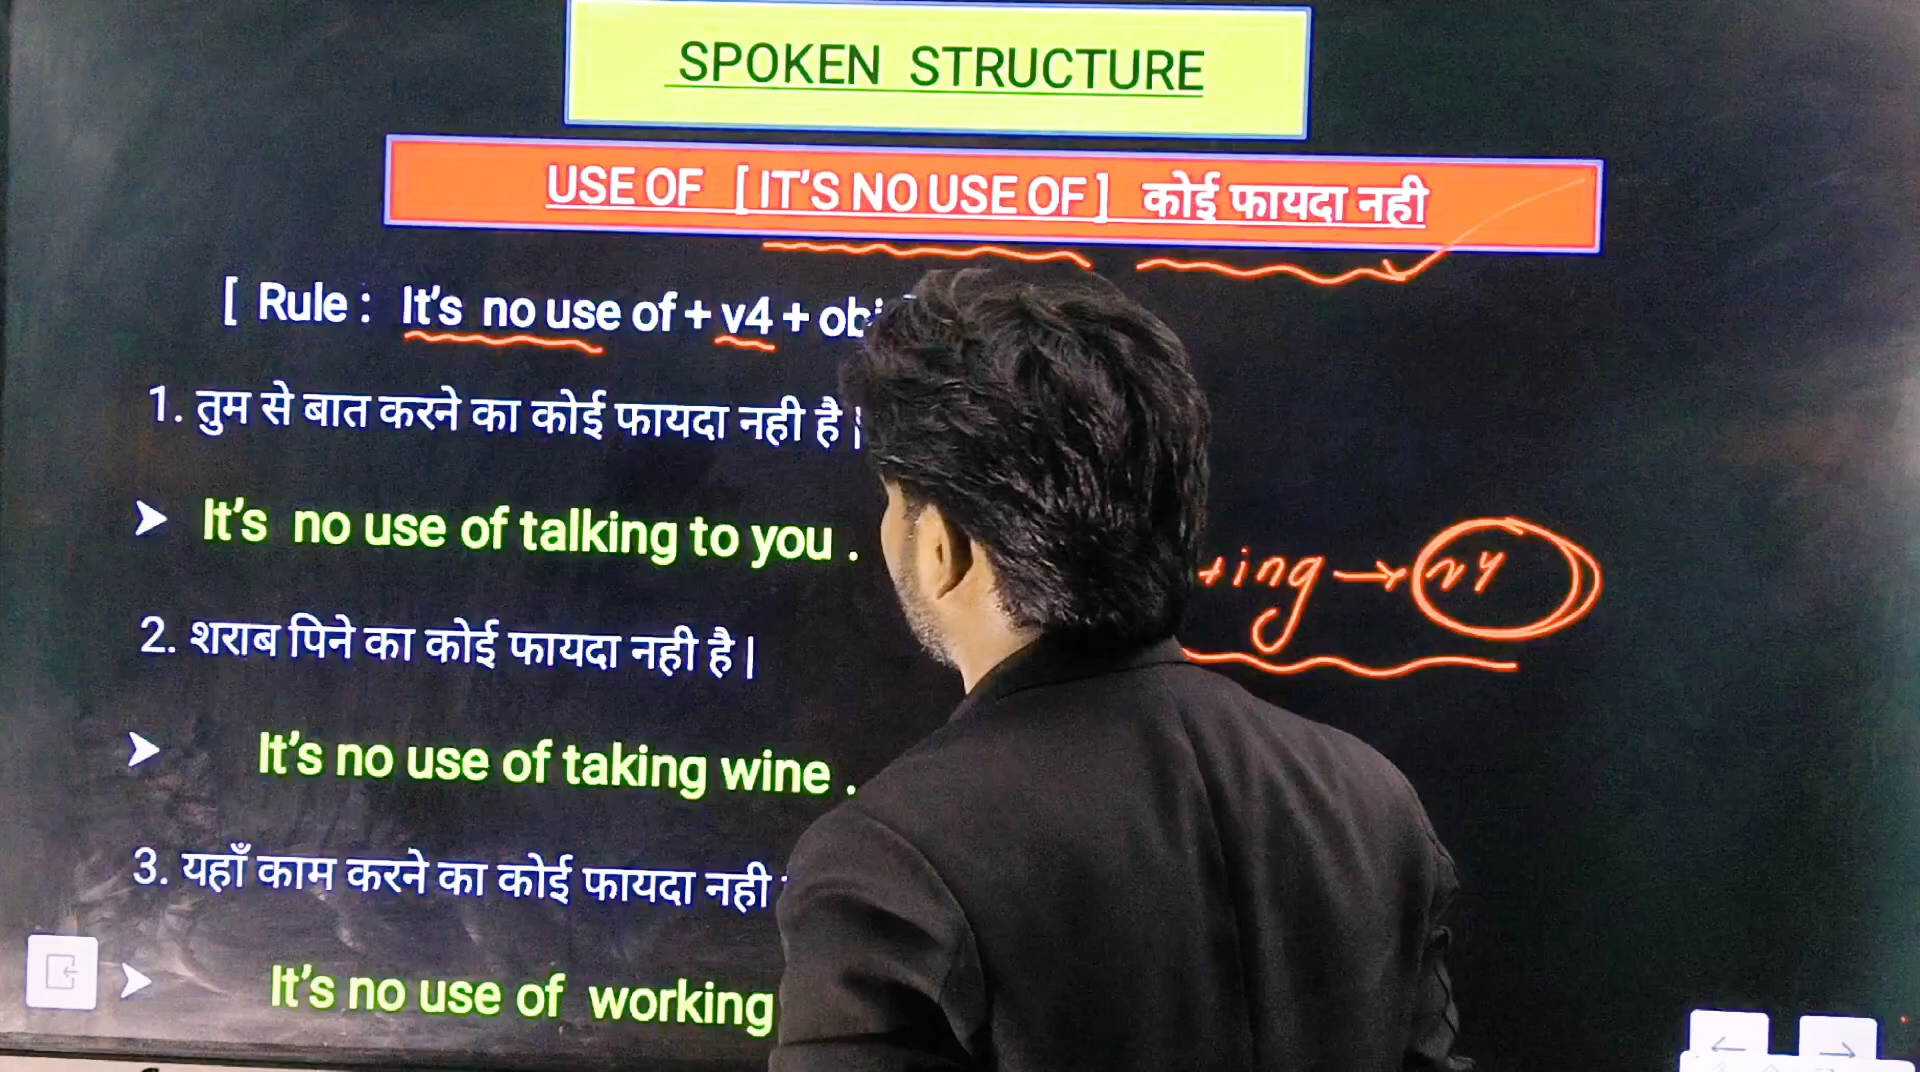 SPOKEN STRUCTURE
USE OF [ IT'S NO USE OF ] कोई फायदा नही
[ Rule : It's no use of + v4 + obj
1. तुम से बात करने का कोई फायदा नही है |
➤ It's no use of talking to you .
+ing → v4
2. शराब पिने का कोई फायदा नही है |
➤ It's no use of taking wine .
3. यहाँ काम करने का कोई फायदा नही
➤ It's no use of working